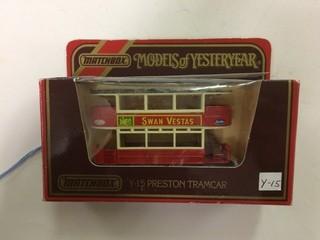 MATCHBOX
MODELS of YESTERYEAR
SWAN VESTAS
MATCHBOX
Y-15 PRESTON TRAMCAR
Y-15